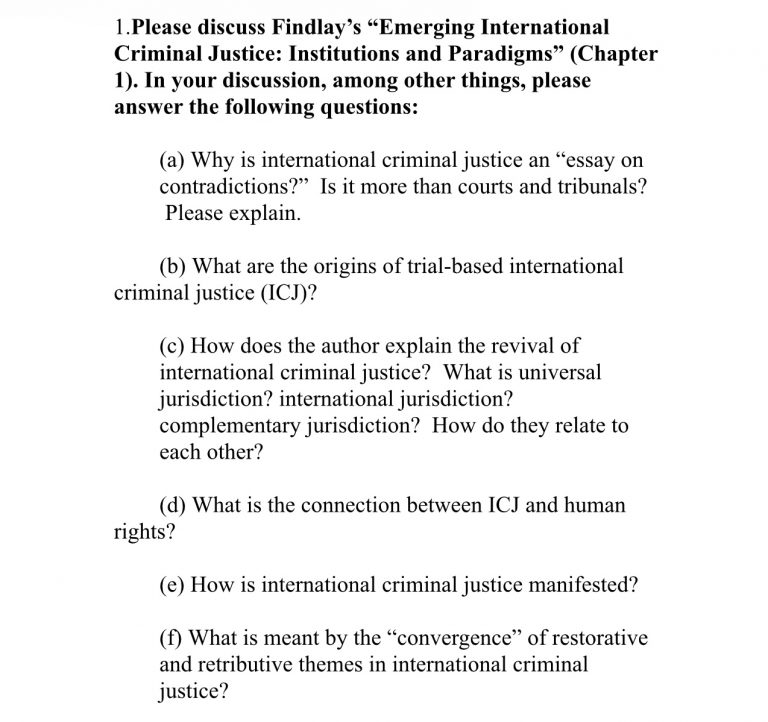 1.Please discuss Findlay’s “Emerging International
Criminal Justice: Institutions and Paradigms” (Chapter
1). In your discussion, among other things, please
answer the following questions:
(a) Why is international criminal justice an “essay on
contradictions?”  Is it more than courts and tribunals?
Please explain.
(b) What are the origins of trial-based international
criminal justice (ICJ)?
(c) How does the author explain the revival of
international criminal justice?  What is universal
jurisdiction? international jurisdiction?
complementary jurisdiction?  How do they relate to
each other?
(d) What is the connection between ICJ and human
rights?
(e) How is international criminal justice manifested?
(f) What is meant by the “convergence” of restorative
and retributive themes in international criminal
justice?